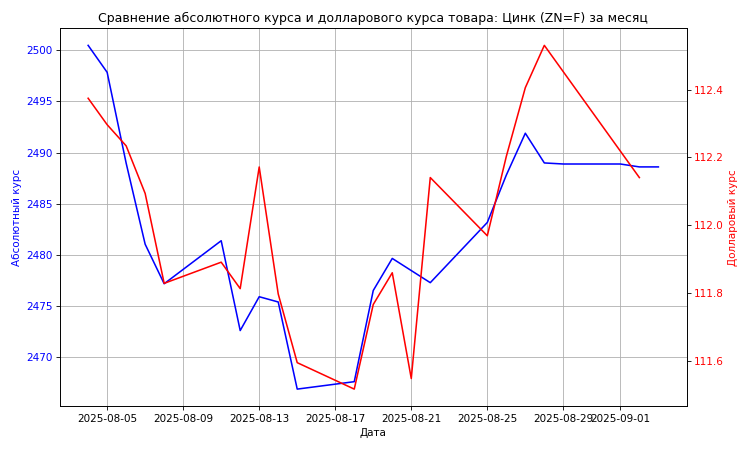 Сравнение абсолютного курса и долларового курса товара: Цинк (ZN=F) за месяц
2500
2495
2490
2485
2480
2475
2470
Абсолютный курс
112.4
112.2
112.0
111.8
111.6
Долларовый курс
2025-08-05 2025-08-09 2025-08-13 2025-08-17 2025-08-21 2025-08-25 2025-08-29 2025-09-01
Дата